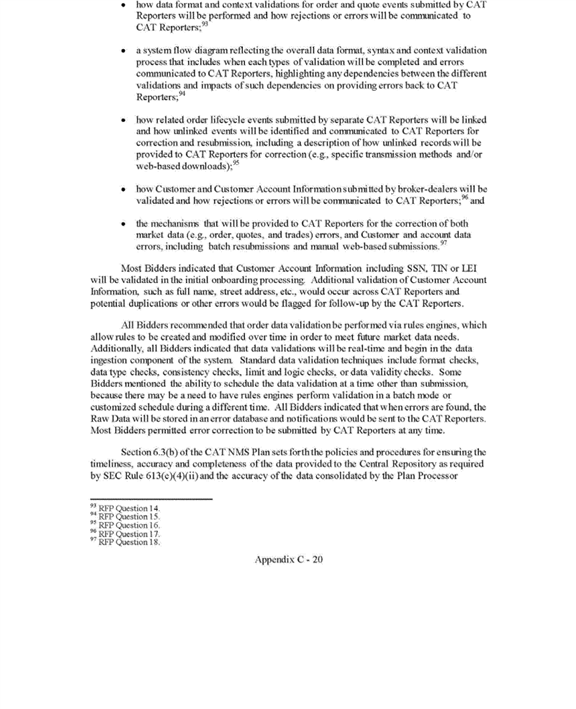 • how data format and context validations for order and quote events submitted by CAT
Reporters will be performed and how rejections or errors will be communicated to
CAT Reporters;93
• a system flow diagram reflecting the overall data format, syntax and context validation
process that includes when each types of validation will be completed and errors
communicated to CAT Reporters, highlighting any dependencies between the different
validations and impacts of such dependencies on providing errors back to CAT
Reporters;94
• how related order lifecycle events submitted by separate CAT Reporters will be linked
and how unlinked events will be identified and communicated to CAT Reporters for
correction and resubmission, including a description of how unlinked records will be
provided to CAT Reporters for correction (e.g., specific transmission methods and/or
web-based downloads);95
• how Customer and Customer Account Information submitted by broker-dealers will be
validated and how rejections or errors will be communicated to CAT Reporters;96 and
• the mechanisms that will be provided to CAT Reporters for the correction of both
market data (e.g., order, quotes, and trades) errors, and Customer and account data
errors, including batch resubmissions and manual web-based submissions.97
Most Bidders indicated that Customer Account Information including SSN, TIN or LEI
will be validated in the initial onboarding processing. Additional validation of Customer Account
Information, such as full name, street address, etc., would occur across CAT Reporters and
potential duplications or other errors would be flagged for follow-up by the CAT Reporters.
All Bidders recommended that order data validation be performed via rules engines, which
allow rules to be created and modified over time in order to meet future market data needs.
Additionally, all Bidders indicated that data validations will be real-time and begin in the data
ingestion component of the system. Standard data validation techniques include format checks,
data type checks, consistency checks, limit and logic checks, or data validity checks. Some
Bidders mentioned the ability to schedule the data validation at a time other than submission,
because there may be a need to have rules engines perform validation in a batch mode or
customized schedule during a different time. All Bidders indicated that when errors are found, the
Raw Data will be stored in an error database and notifications would be sent to the CAT Reporters.
Most Bidders permitted error correction to be submitted by CAT Reporters at any time.
Section 6.3(b) of the CAT NMS Plan sets forth the policies and procedures for ensuring the
timeliness, accuracy and completeness of the data provided to the Central Repository as required
by SEC Rule 613(e)(4)(ii) and the accuracy of the data consolidated by the Plan Processor
93 RFP Question 14.
94 RFP Question 15.
95 RFP Question 16.
96 RFP Question 17.
97 RFP Question 18.
Appendix C - 20